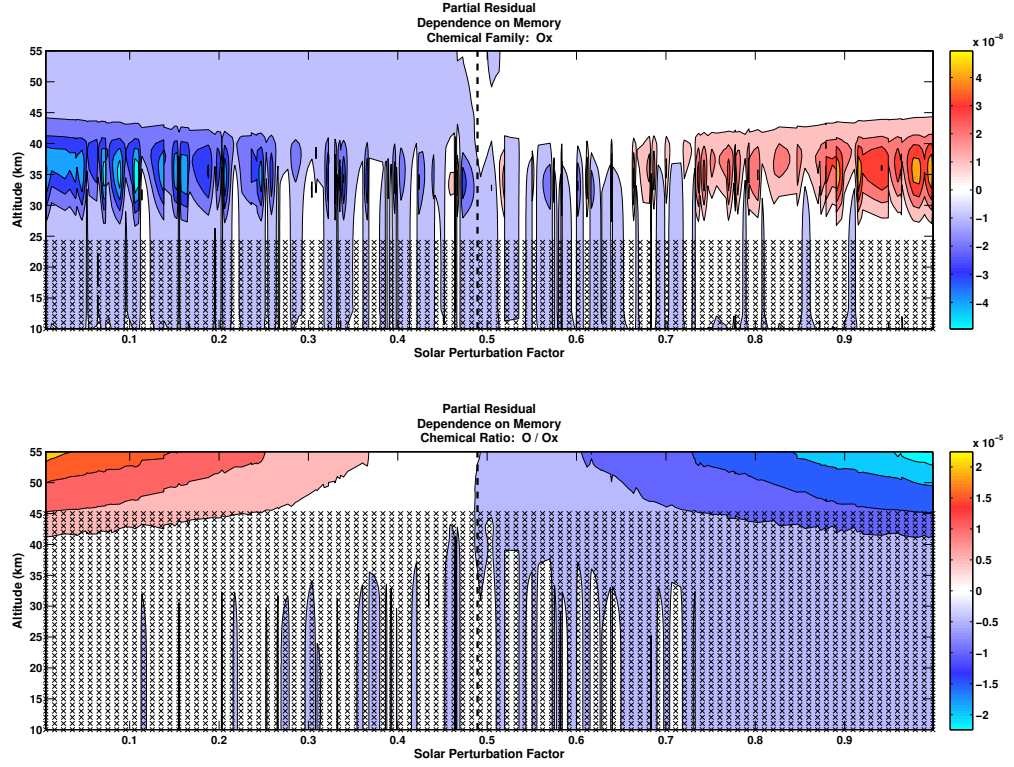 Partial Residual
Dependence on Memory
Chemical Family:  Ox
x 10⁻⁸
55
50
45
40
35
30
25
20
15
10
Altitude (km)
4
3
2
1
0
−1
−2
−3
−4
0.1 0.2 0.3 0.4 0.5 0.6 0.7 0.8 0.9
Solar Perturbation Factor
Partial Residual
Dependence on Memory
Chemical Ratio:  O / Ox
x 10⁻⁵
55
50
45
40
35
30
25
20
15
10
Altitude (km)
2
1.5
1
0.5
0
−0.5
−1
−1.5
−2
0.1 0.2 0.3 0.4 0.5 0.6 0.7 0.8 0.9
Solar Perturbation Factor